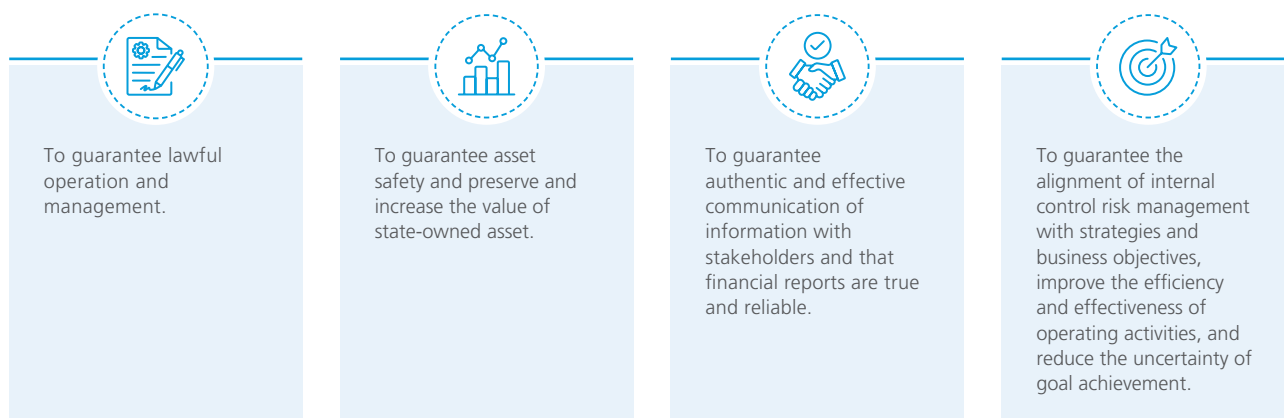 To guarantee lawful
operation and
management.
To guarantee asset
safety and preserve and
increase the value of
state-owned asset.
To guarantee
authentic and effective
communication of
information with
stakeholders and that
financial reports are true
and reliable.
To guarantee the
alignment of internal
control risk management
with strategies and
business objectives,
improve the efficiency
and effectiveness of
operating activities, and
reduce the uncertainty of
goal achievement.